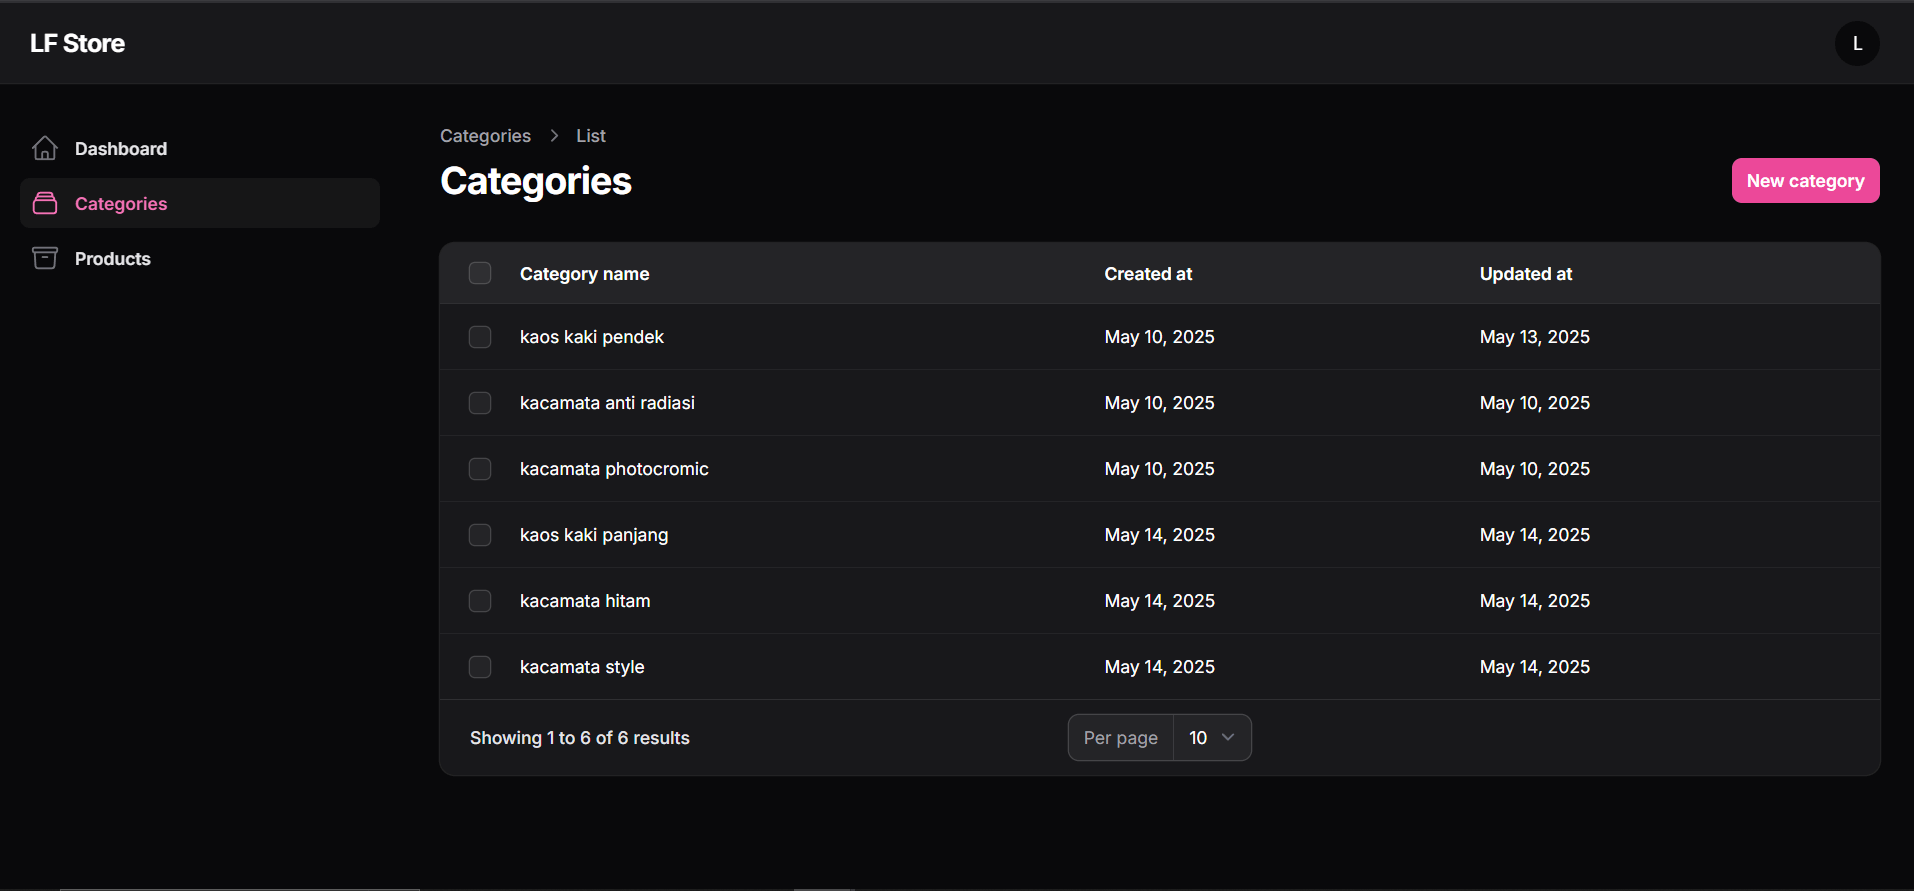 LF Store
L
Dashboard
Categories
Products
Categories > List
Categories
New category
Category name Created at Updated at
kaos kaki pendek May 10, 2025 May 13, 2025
kacamata anti radiasi May 10, 2025 May 10, 2025
kacamata photocromic May 10, 2025 May 10, 2025
kaos kaki panjang May 14, 2025 May 14, 2025
kacamata hitam May 14, 2025 May 14, 2025
kacamata style May 14, 2025 May 14, 2025
Showing 1 to 6 of 6 results Per page 10